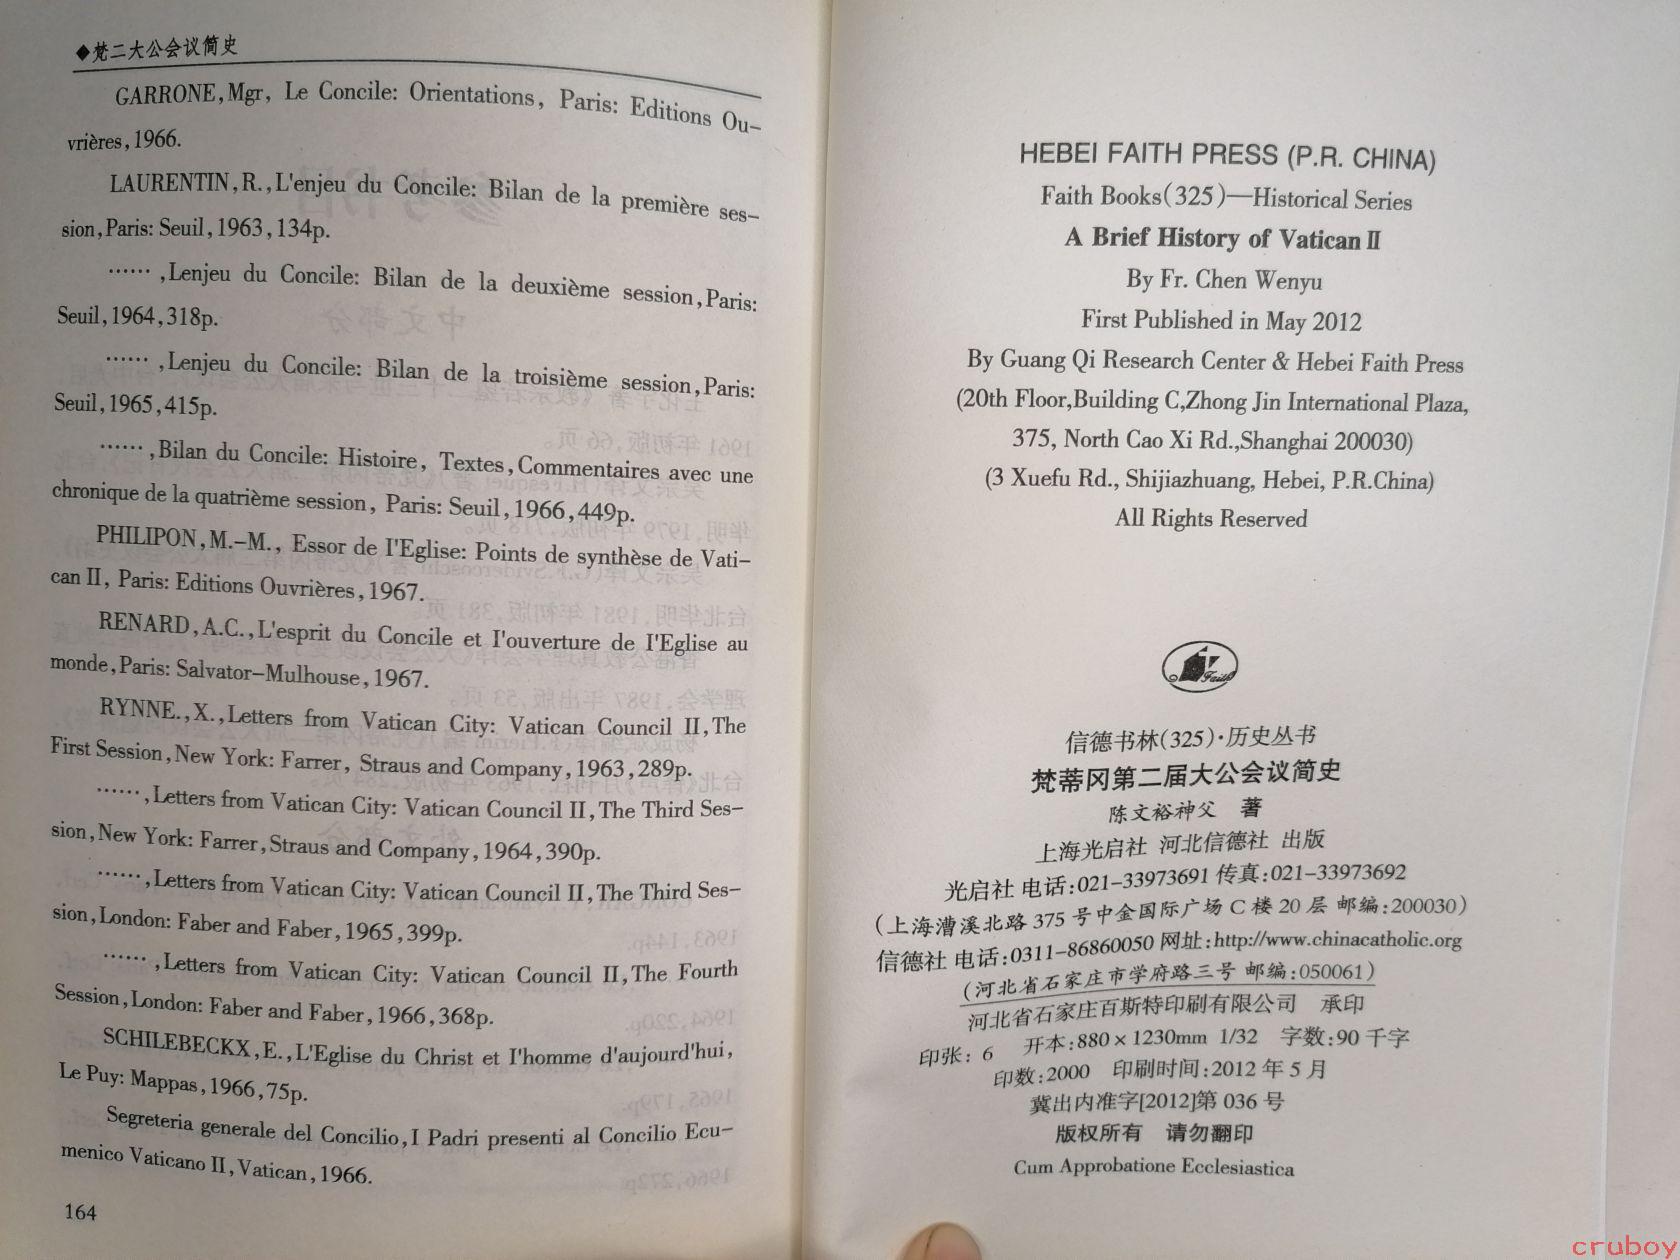 ◆梵二大公会议简史
GARRONE,Mgr, Le Concile: Orientations, Paris: Editions Ou-
vrières,1966.
LAURENTIN,R.,L'enjeu du Concile: Bilan de la première ses-
sion,Paris: Seuil,1963,134p.
……,Lenjeu du Concile: Bilan de la deuxième session,Paris:
Seuil,1964,318p.
……,Lenjeu du Concile: Bilan de la troisième session,Paris:
Seuil,1965,415p.
……,Bilan du Concile: Histoire, Textes,Commentaires avec une
chronique de la quatrième session, Paris: Seuil,1966,449p.
PHILIPON,M.-M., Essor de I'Eglise: Points de synthèse de Vati-
can II, Paris: Editions Ouvrières,1967.
RENARD,A.C.,L'esprit du Concile et I'ouverture de I'Eglise au
monde,Paris: Salvator-Mulhouse,1967.
RYNNE.,X.,Letters from Vatican City: Vatican Council II,The
First Session,New York: Farrer, Straus and Company,1963,289p.
……,Letters from Vatican City: Vatican Council II,The Third Ses-
sion,New York: Farrer,Straus and Company,1964,390p.
……,Letters from Vatican City: Vatican Council II,The Third Ses-
sion,London: Faber and Faber,1965,399p.
……,Letters from Vatican City: Vatican Council II,The Fourth
Session,London: Faber and Faber,1966,368p.
SCHILEBECKX,E.,L'Eglise du Christ et I'homme d'aujourd'hui,
Le Puy: Mappas,1966,75p.
Segreteria generale del Concilio,I Padri presenti al Concilio Ecu-
menico Vaticano II,Vatican,1966.
164
HEBEI FAITH PRESS (P.R. CHINA)
Faith Books(325)—Historical Series
A Brief History of Vatican II
By Fr. Chen Wenyu
First Published in May 2012
By Guang Qi Research Center & Hebei Faith Press
(20th Floor,Building C,Zhong Jin International Plaza,
375, North Cao Xi Rd.,Shanghai 200030)
(3 Xuefu Rd., Shijiazhuang, Hebei, P.R.China)
All Rights Reserved
Faith
信德书林(325)·历史丛书
梵蒂冈第二届大公会议简史
陈文裕神父 著
上海光启社 河北信德社 出版
光启社 电话:021-33973691 传真:021-33973692
(上海漕溪北路 375 号中金国际广场 C 楼 20 层 邮编:200030)
信德社 电话:0311-86860050 网址:http://www.chinacatholic.org
(河北省石家庄市学府路三号 邮编:050061)
河北省石家庄百斯特印刷有限公司 承印
印张: 6 开本:880×1230mm 1/32 字数:90 千字
印数:2000 印刷时间:2012 年 5 月
冀出内准字[2012]第 036 号
版权所有 请勿翻印
Cum Approbatione Ecclesiastica
cruboy